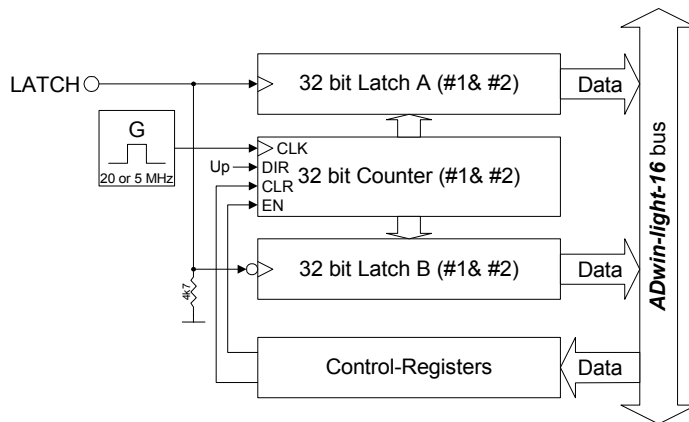 LATCH
32 bit Latch A (#1& #2)
Data
G
20 or 5 MHz
CLK
Up
DIR
CLR
EN
32 bit Counter (#1& #2)
32 bit Latch B (#1& #2)
Data
4k7
Control-Registers
Data
ADwin-light-16 bus